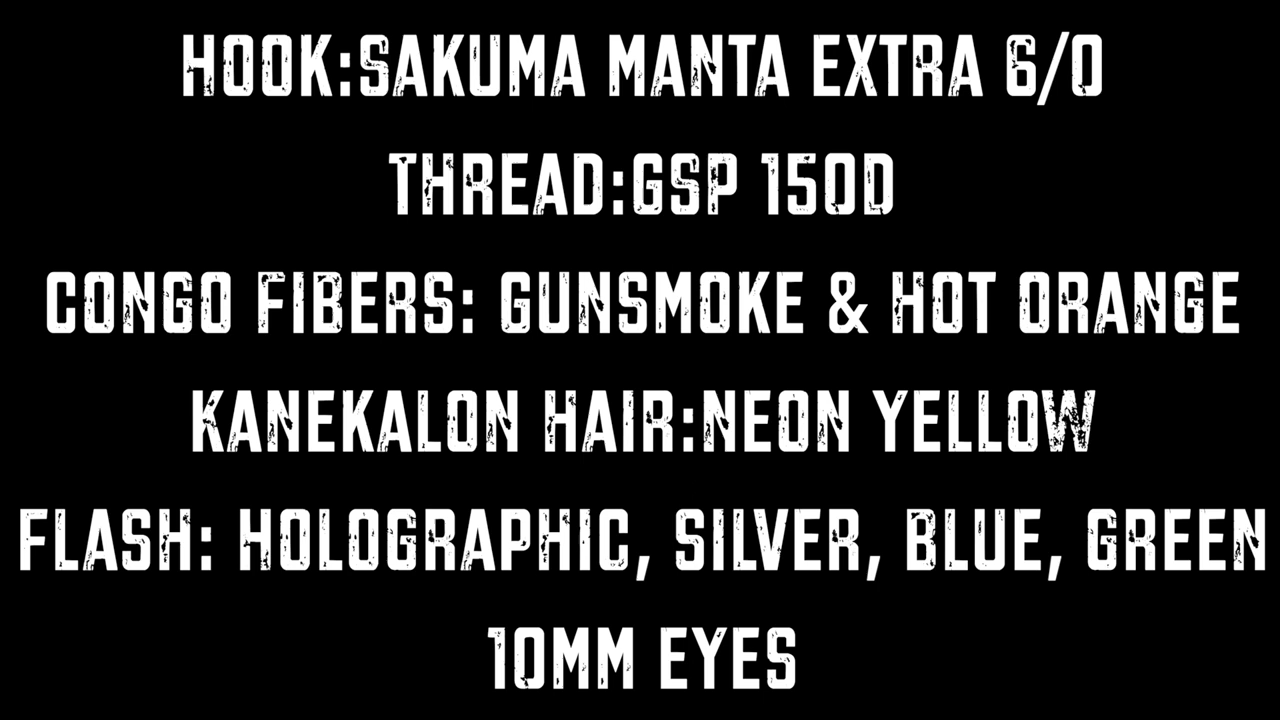 HOOK:SAKUMA MANTA EXTRA 6/0
THREAD:GSP 150D
CONGO FIBERS: GUNSMOKE & HOT ORANGE
KANEKALON HAIR:NEON YELLOW
FLASH: HOLOGRAPHIC, SILVER, BLUE, GREEN
10MM EYES